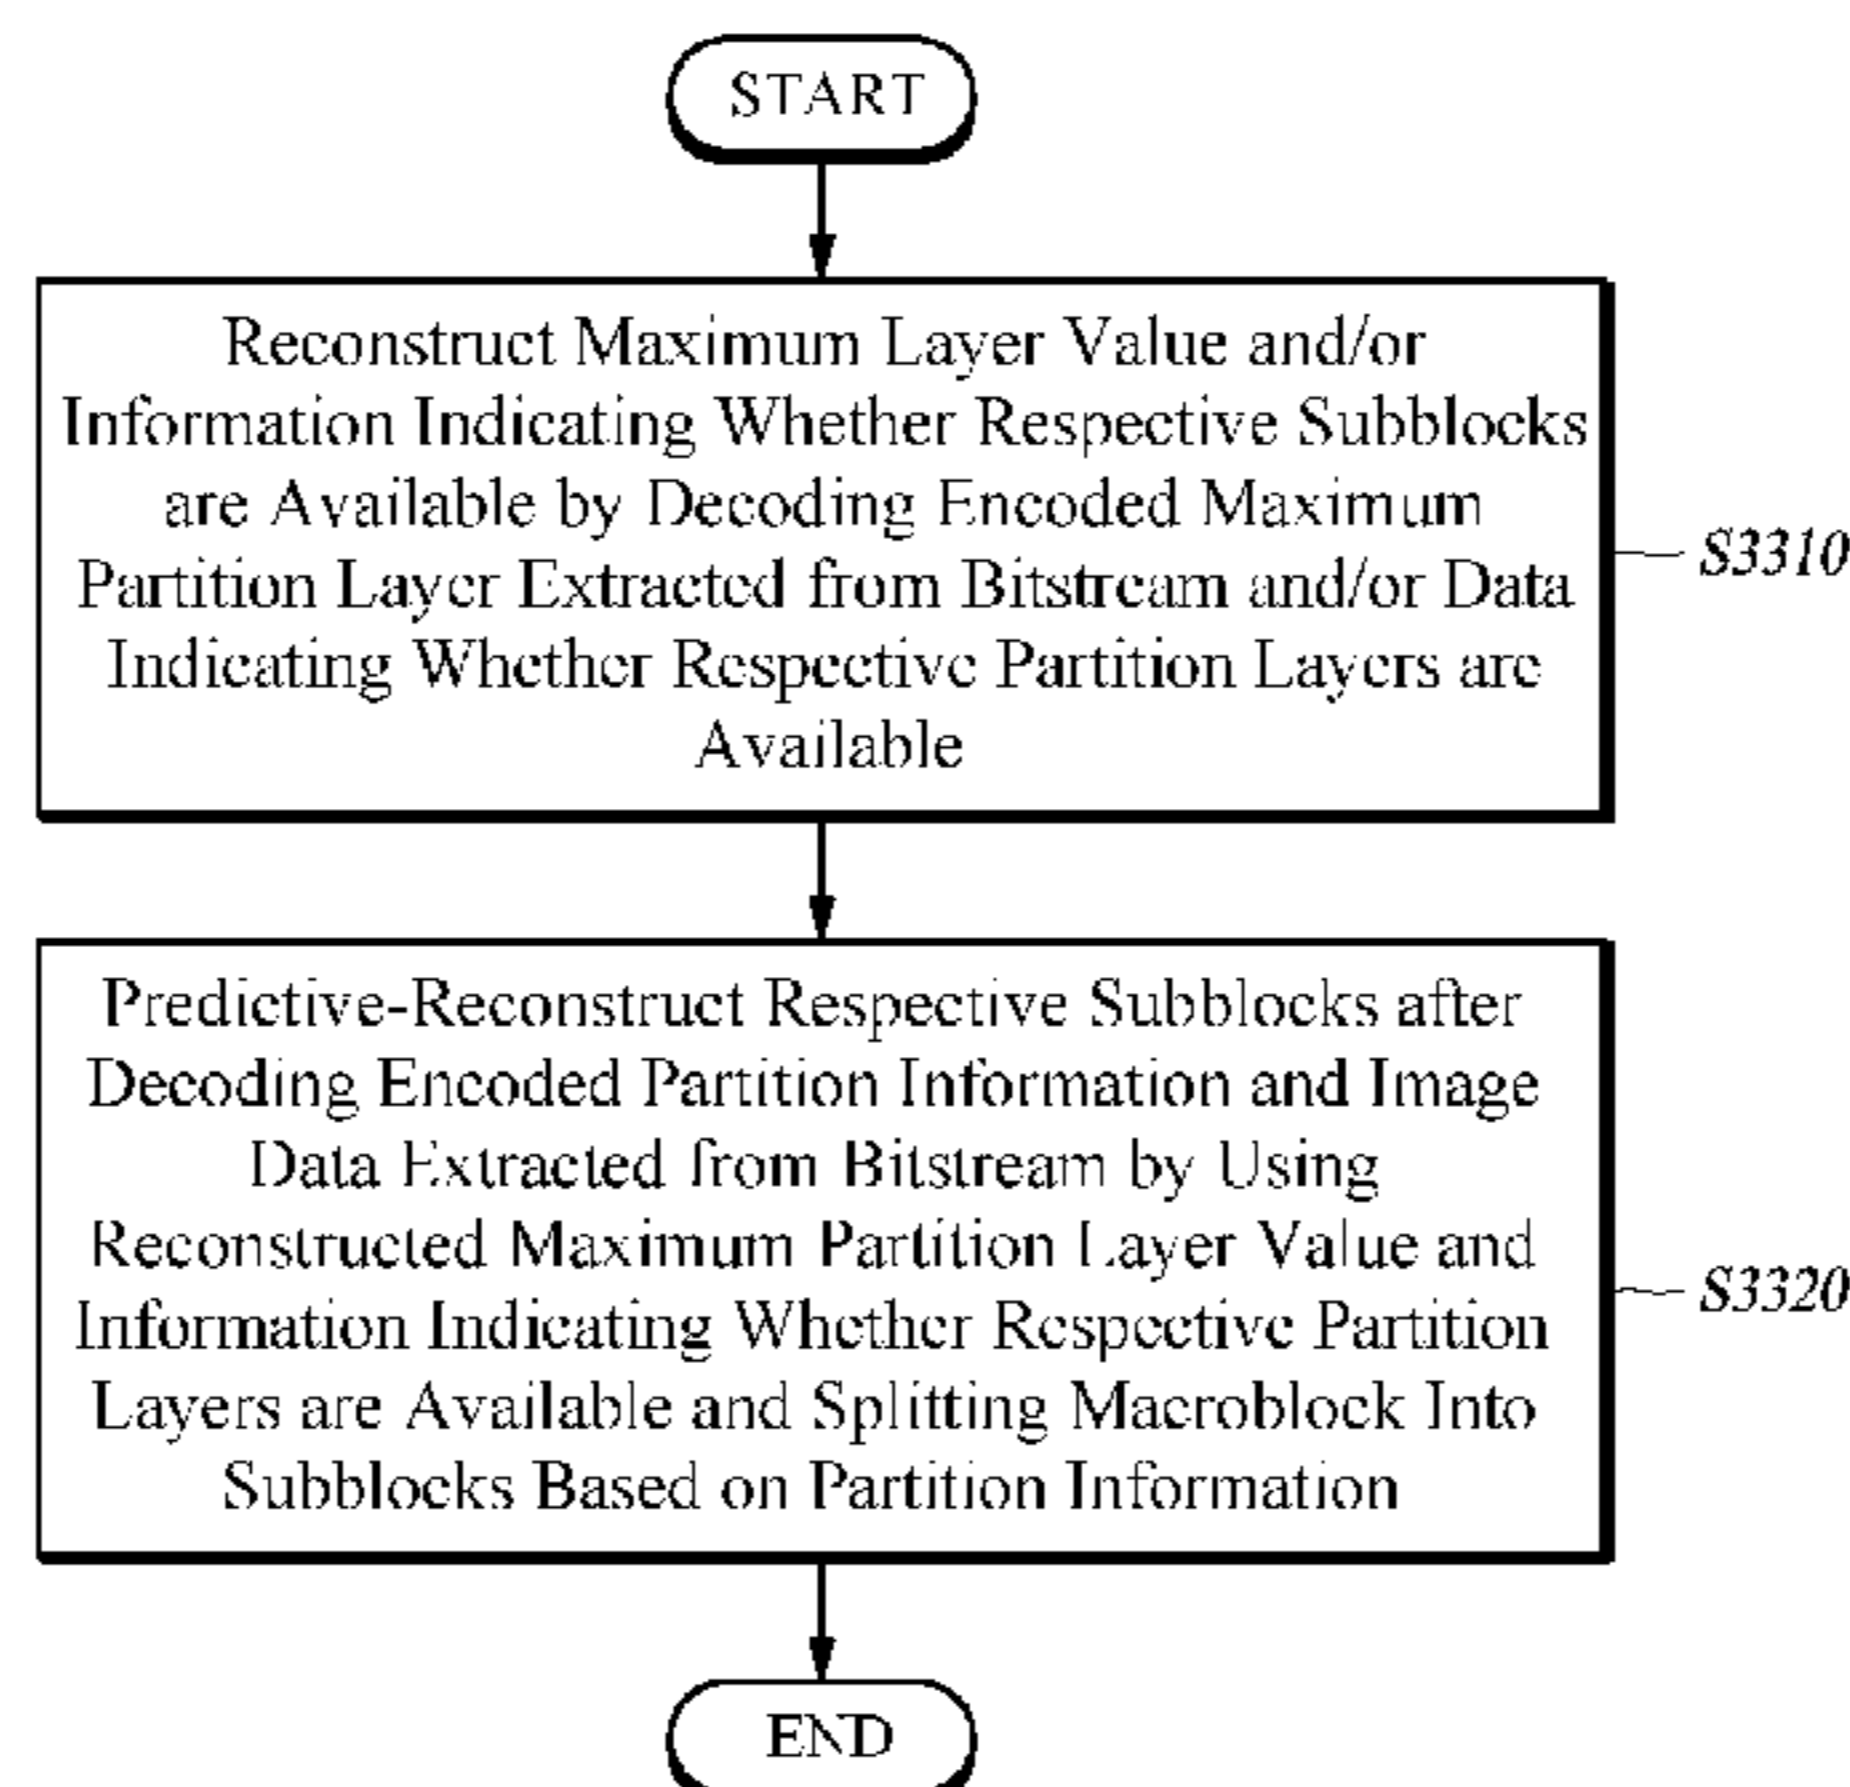 START
Reconstruct Maximum Layer Value and/or
Information Indicating Whether Respective Subblocks
are Available by Decoding Encoded Maximum
Partition Layer Extracted from Bitstream and/or Data
Indicating Whether Respective Partition Layers are
Available
S3310
Predictive-Reconstruct Respective Subblocks after
Decoding Encoded Partition Information and Image
Data Extracted from Bitstream by Using
Reconstructed Maximum Partition Layer Value and
Information Indicating Whether Respective Partition
Layers are Available and Splitting Macroblock Into
Subblocks Based on Partition Information
S3320
END